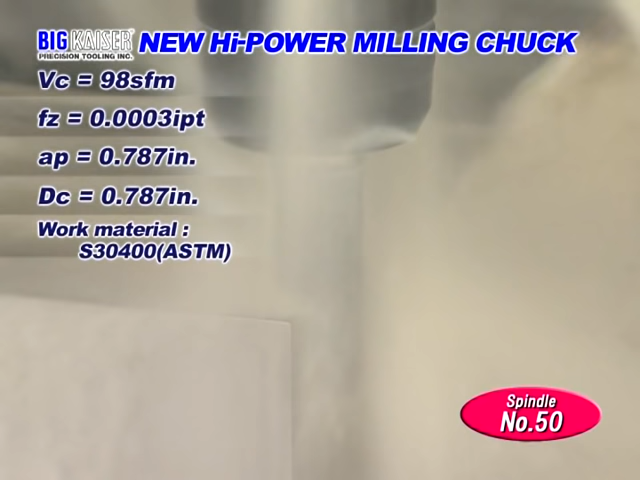 BIG KAISER
PRECISION TOOLING INC.
NEW Hi-POWER MILLING CHUCK
Vc = 98sfm
fz = 0.0003ipt
ap = 0.787in.
Dc = 0.787in.
Work material :
S30400(ASTM)
Spindle
No.50